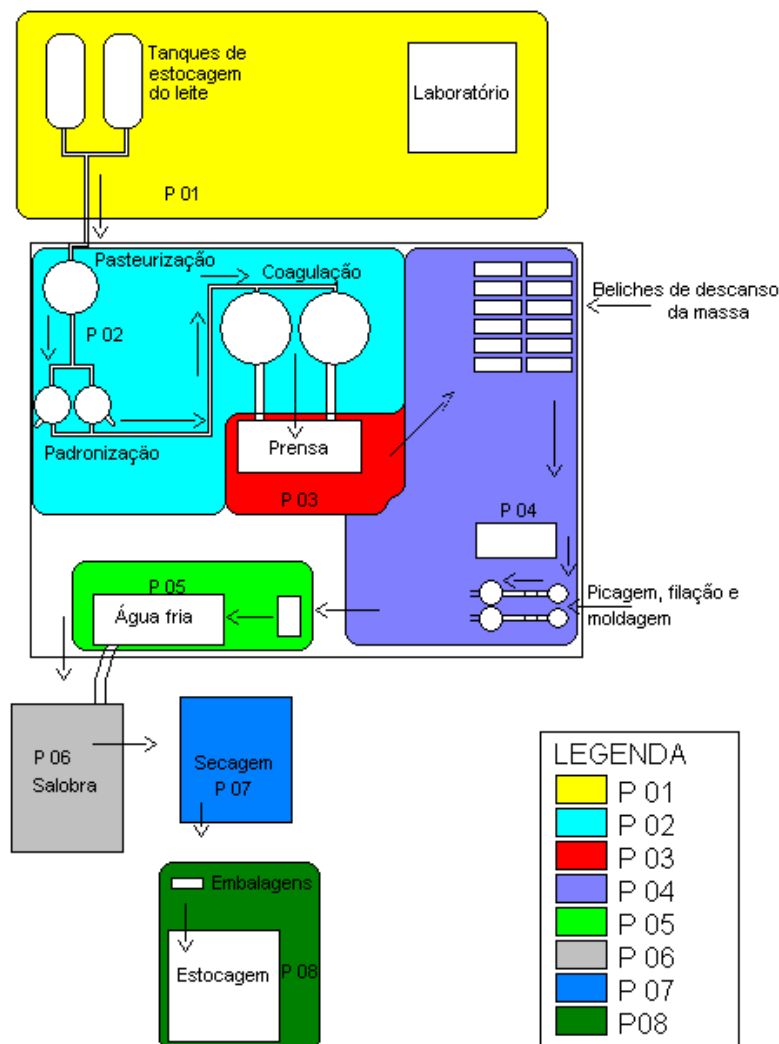 Tanques de
estocagem
do leite
Laboratório
P 01
Pasteurização
Coagulação
Beliches de descanso
da massa
P 02
Padronização
Prensa
P 03
P 04
P 05
Água fria
Picagem, filação e
moldagem
P 06
Salobra
Secagem
P 07
Embalagens
Estocagem
P 08
LEGENDA
P 01
P 02
P 03
P 04
P 05
P 06
P 07
P08